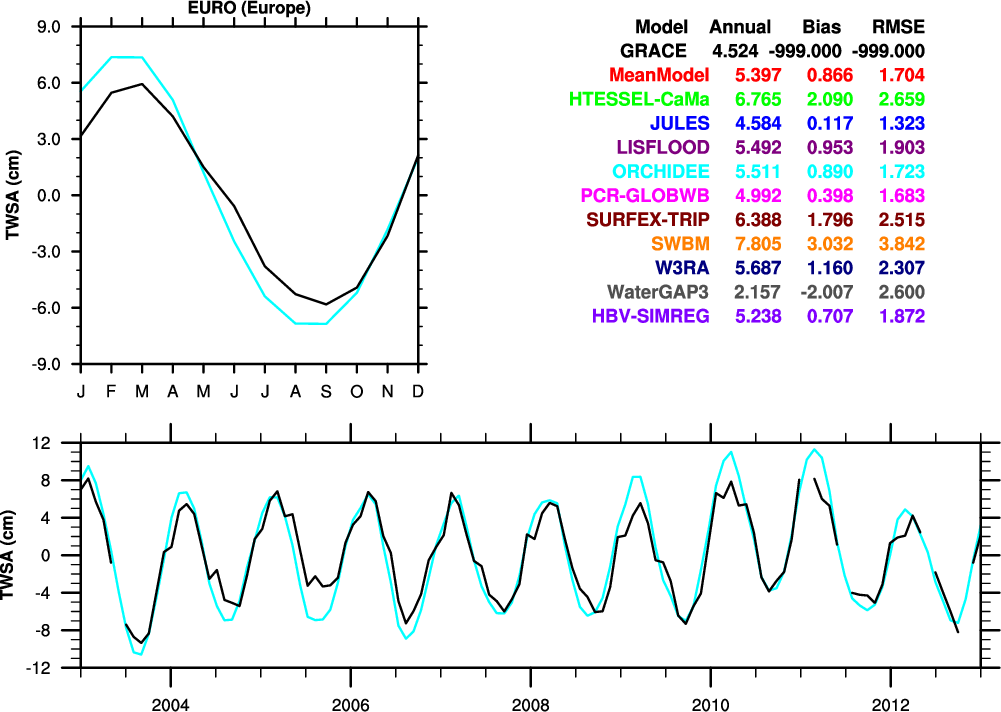 EURO (Europe)
9.0
6.0
3.0
0.0
-3.0
-6.0
-9.0
TWSA (cm)
J F M A M J J A S O N D
Model Annual Bias RMSE
GRACE 4.524 -999.000 -999.000
MeanModel 5.397 0.866 1.704
HTESSEL-CaMa 6.765 2.090 2.659
JULES 4.584 0.117 1.323
LISFLOOD 5.492 0.953 1.903
ORCHIDEE 5.511 0.890 1.723
PCR-GLOBWB 4.992 0.398 1.683
SURFEX-TRIP 6.388 1.796 2.515
SWBM 7.805 3.032 3.842
W3RA 5.687 1.160 2.307
WaterGAP3 2.157 -2.007 2.600
HBV-SIMREG 5.238 0.707 1.872
12
8
4
0
-4
-8
-12
TWSA (cm)
2004 2006 2008 2010 2012